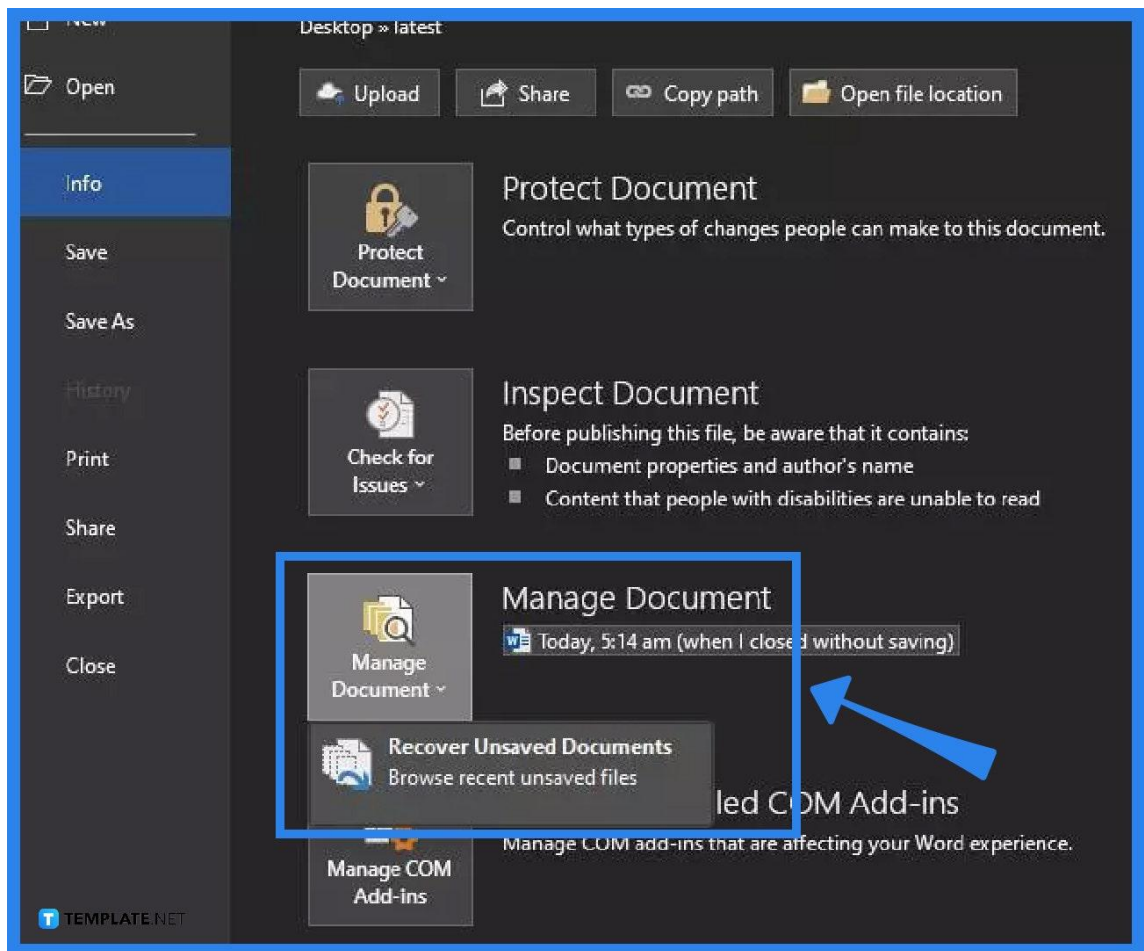 New
Desktop » latest
Open
Upload
Share
Copy path
Open file location
Info
Save
Save As
History
Print
Share
Export
Close
Protect
Document
Protect Document
Control what types of changes people can make to this document.
Check for
Issues
Inspect Document
Before publishing this file, be aware that it contains:
Document properties and author's name
Content that people with disabilities are unable to read
Manage
Document
Manage Document
Today, 5:14 am (when I closed without saving)
Recover Unsaved Documents
Browse recent unsaved files
led COM Add-ins
Manage COM add-ins that are affecting your Word experience.
Manage COM
Add-ins
T TEMPLATE.NET